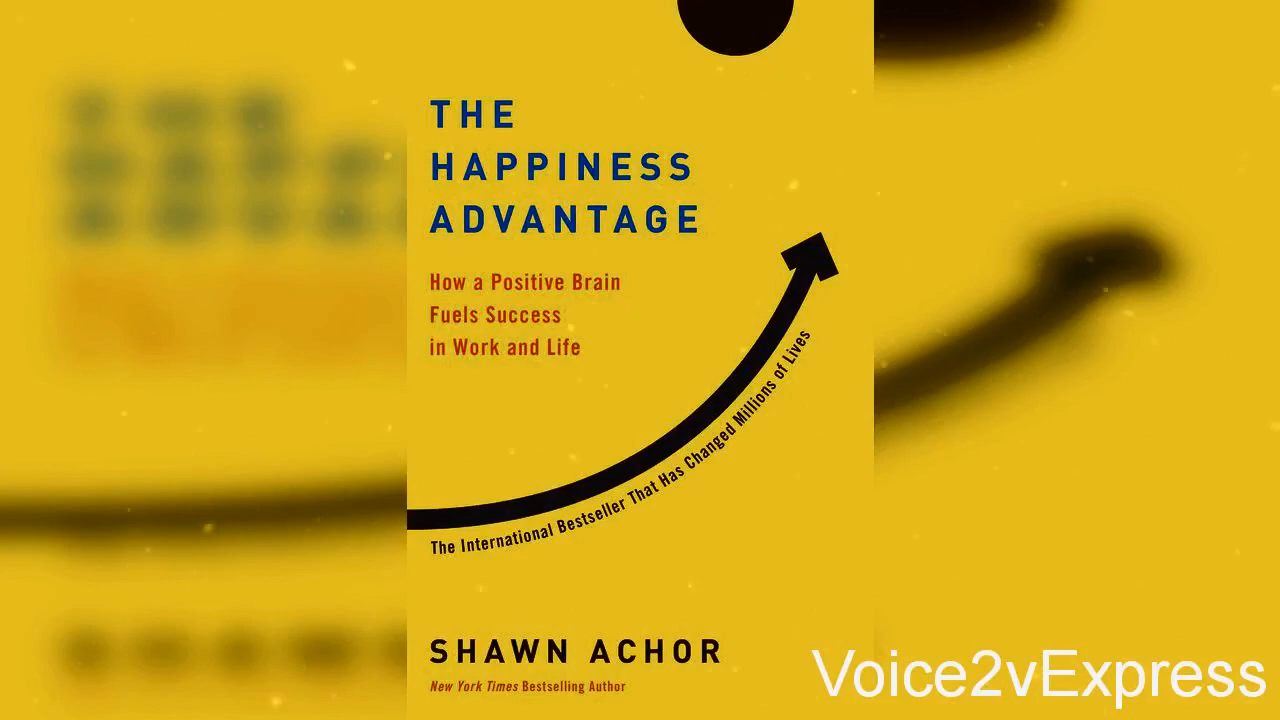 THE
HAPPINESS
ADVANTAGE
How a Positive Brain
Fuels Success
in Work and Life
The International Bestseller That Has Changed Millions of Lives
SHAWN ACHOR
New York Times Bestselling Author
Voice2vExpress